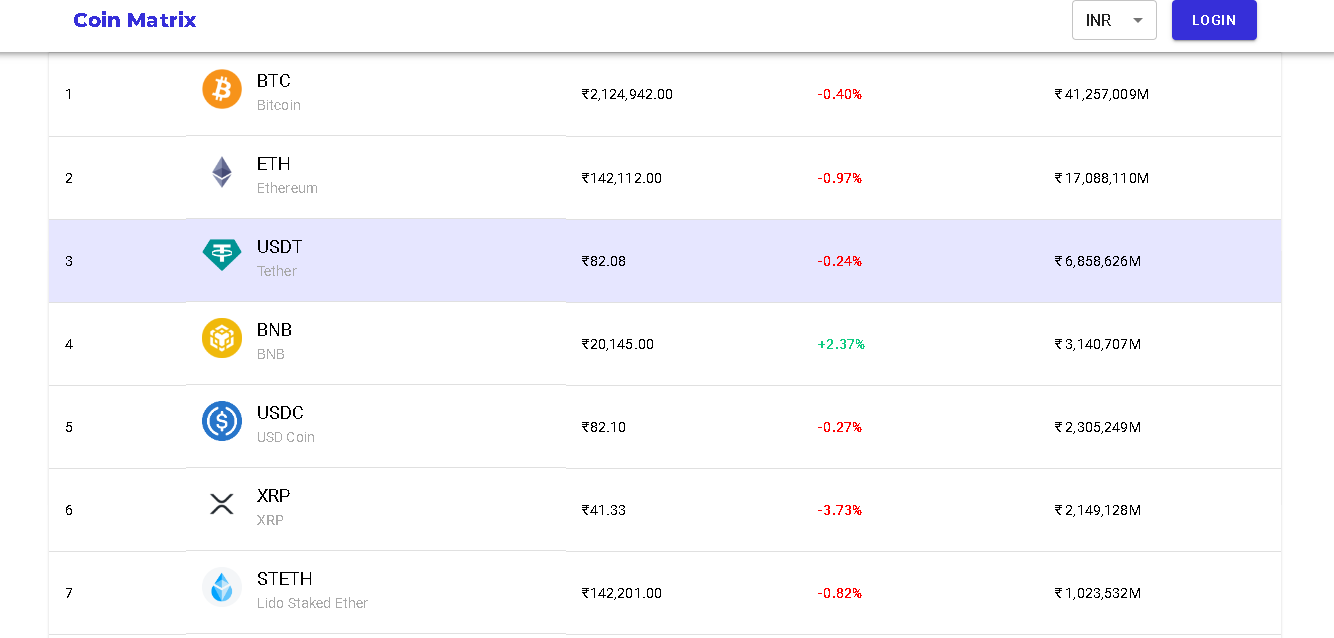 Coin Matrix INR LOGIN
1 BTC ₹2,124,942.00 -0.40% ₹ 41,257,009M
Bitcoin
2 ETH ₹142,112.00 -0.97% ₹ 17,088,110M
Ethereum
3 USDT ₹82.08 -0.24% ₹ 6,858,626M
Tether
4 BNB ₹20,145.00 +2.37% ₹ 3,140,707M
BNB
5 USDC ₹82.10 -0.27% ₹ 2,305,249M
USD Coin
6 XRP ₹41.33 -3.73% ₹ 2,149,128M
XRP
7 STETH ₹142,201.00 -0.82% ₹ 1,023,532M
Lido Staked Ether